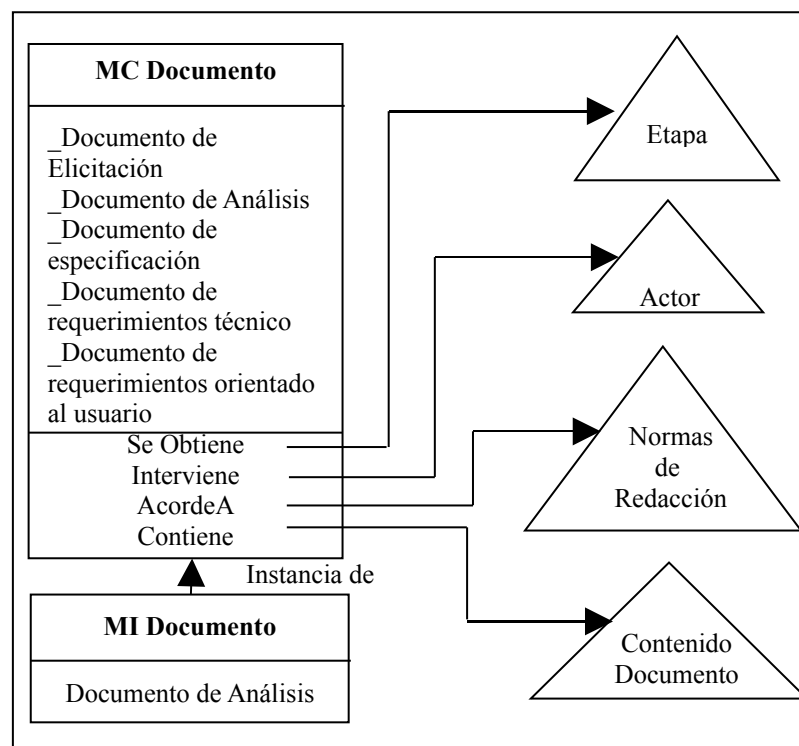 MC Documento
_Documento de
Elicitación
_Documento de Análisis
_Documento de
especificación
_Documento de
requerimientos técnico
_Documento de
requerimientos orientado
al usuario
Se Obtiene
Interviene
AcordeA
Contiene
Instancia de
MI Documento
Documento de Análisis
Etapa
Actor
Normas
de
Redacción
Contenido
Documento